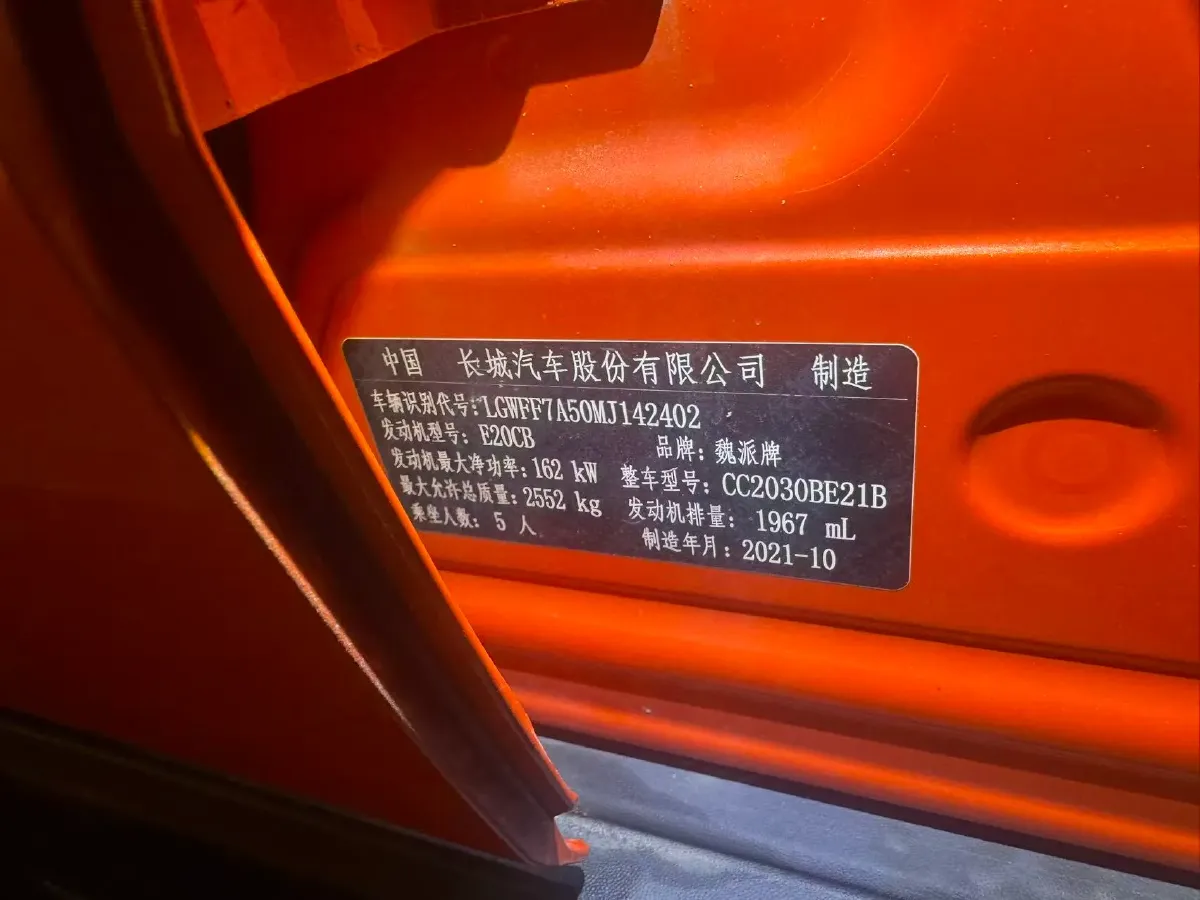 中国 长城汽车股份有限公司 制造
车辆识别代号:LGWFF7A50MJ142402
发动机型号: E20CB 品牌: 魏派牌
发动机最大净功率:162 kW 整车型号: CC2030BE21B
最大允许总质量:2552 kg 发动机排量: 1967 mL
乘坐人数: 5 人 制造年月: 2021-10